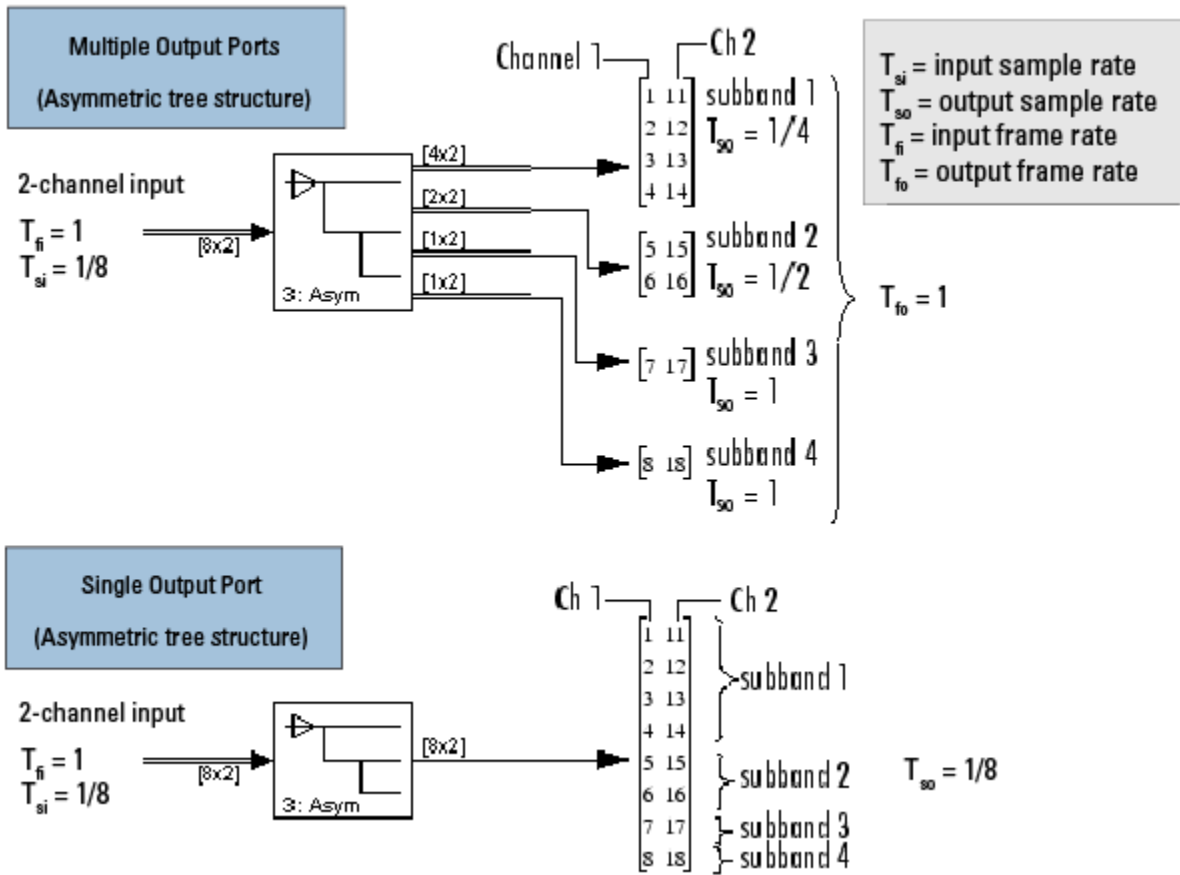 Multiple Output Ports
(Asymmetric tree structure)
Channel 1
Ch 2
T_si = input sample rate
T_so = output sample rate
T_fi = input frame rate
T_fo = output frame rate
2-channel input
T_fi = 1
T_si = 1/8
[8x2]
3: Asym
[4x2]
[2x2]
[1x2]
[1x2]
1 11
2 12
3 13
4 14
subband 1
T_so = 1/4
5 15
6 16
subband 2
T_so = 1/2
[7 17]
subband 3
T_so = 1
[8 18]
subband 4
T_so = 1
T_fo = 1
Single Output Port
(Asymmetric tree structure)
Ch 1
Ch 2
2-channel input
T_fi = 1
T_si = 1/8
[8x2]
3: Asym
[8x2]
1 11
2 12
3 13
4 14
5 15
6 16
7 17
8 18
subband 1
subband 2
subband 3
subband 4
T_so = 1/8